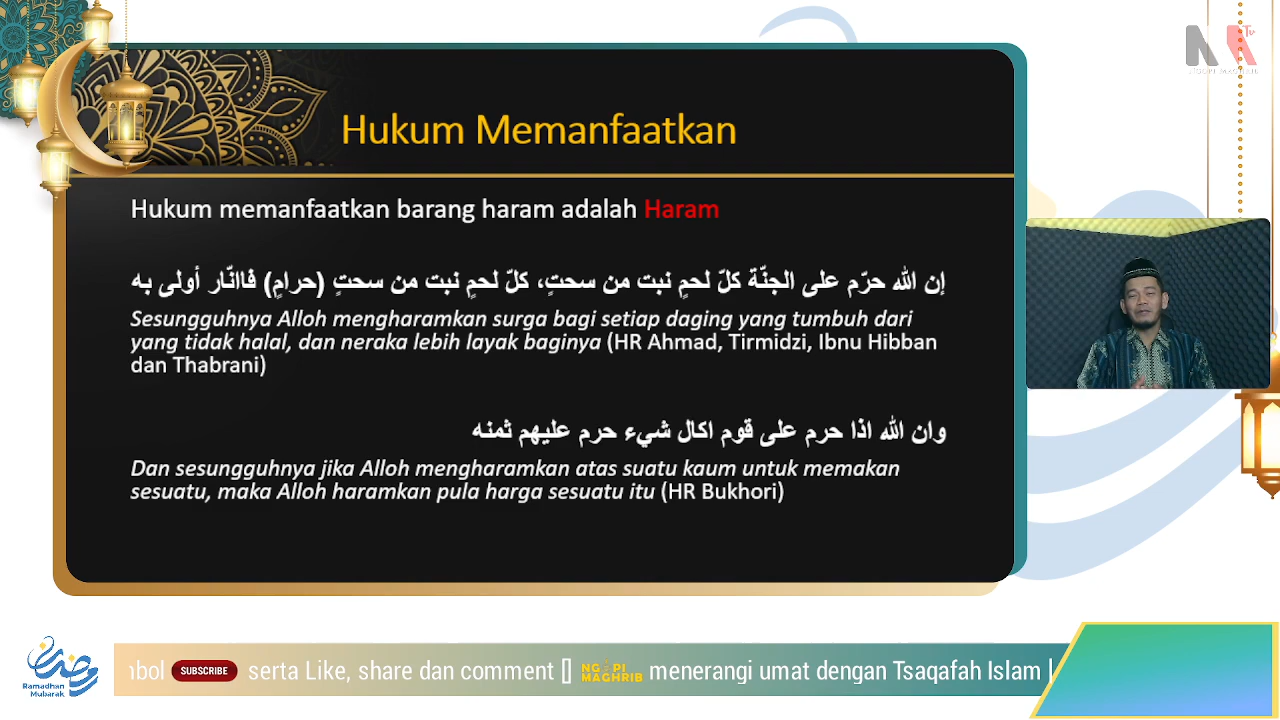 Hukum Memanfaatkan
Hukum memanfaatkan barang haram adalah Haram
إن الله حرّم على الجنّة كلّ لحمٍ نبت من سحتٍ، كلّ لحمٍ نبت من سحتٍ (حرامٍ) فاانّار أولى به
Sesungguhnya Alloh mengharamkan surga bagi setiap daging yang tumbuh dari
yang tidak halal, dan neraka lebih layak baginya (HR Ahmad, Tirmidzi, Ibnu Hibban
dan Thabrani)
وان الله اذا حرم على قوم اكال شيء حرم عليهم ثمنه
Dan sesungguhnya jika Alloh mengharamkan atas suatu kaum untuk memakan
sesuatu, maka Alloh haramkan pula harga sesuatu itu (HR Bukhori)
Tv
NGOPI MAGHRIB
رمضان
Ramadhan
Mubarak
SUBSCRIBE serta Like, share dan comment [] NGOPI MAGHRIB menerangi umat dengan Tsaqafah Islam |